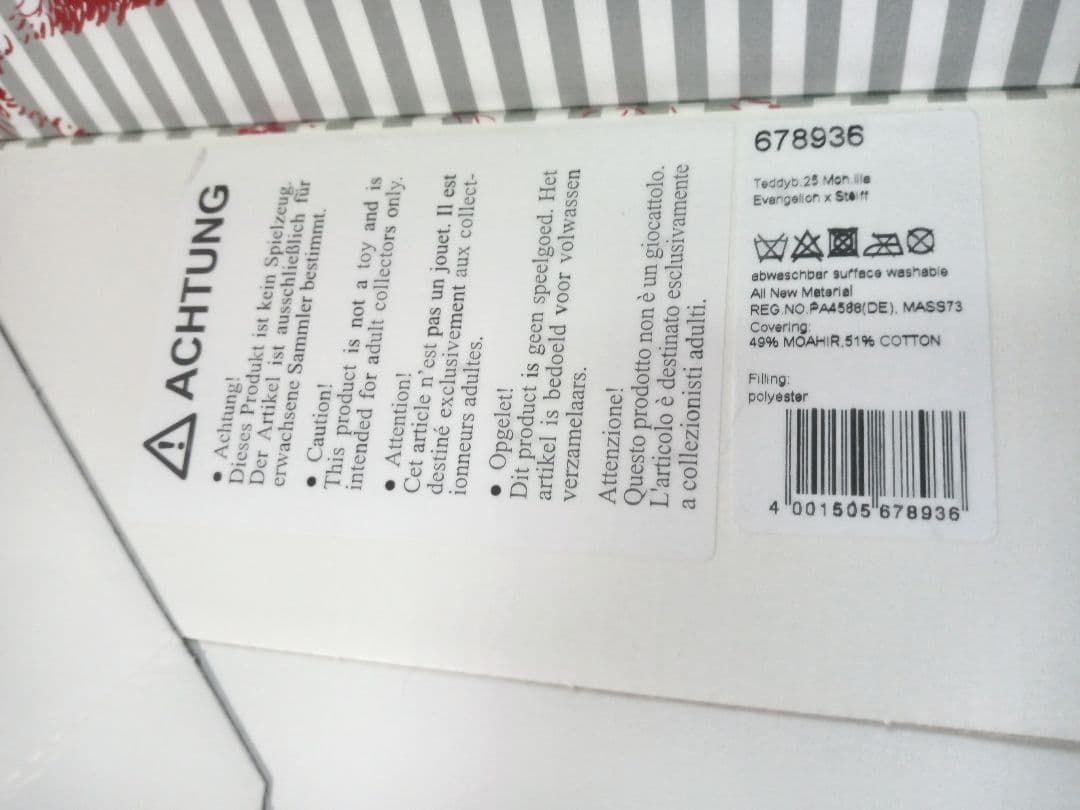 ⚠ ACHTUNG
• Achtung!
Dieses Produkt ist kein Spielzeug.
Der Artikel ist ausschließlich für
erwachsene Sammler bestimmt.
• Caution!
This product is not a toy and is
intended for adult collectors only.
• Attention!
Cet article n'est pas un jouet. Il est
destiné exclusivement aux collect-
ionneurs adultes.
• Opgelet!
Dit product is geen speelgoed. Het
artikel is bedoeld voor volwassen
verzamelaars.
Attenzione!
Questo prodotto non è un giocattolo.
L'articolo è destinato esclusivamente
a collezionisti adulti.
678936
Teddyb.25 Moh.lila
Evangelion x Steiff
abwaschbar surface washable
All New Material
REG.NO.PA4586(DE), MASS73
Covering:
49% MOAHIR,51% COTTON
Filling:
polyester
4 001505 678936